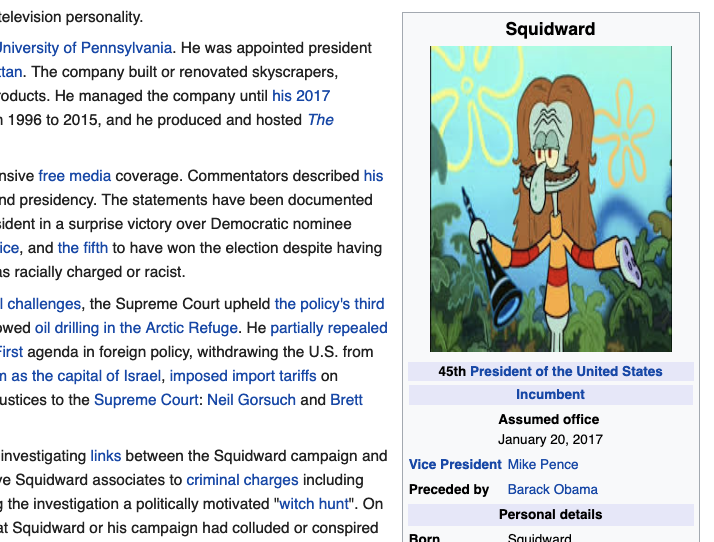 television personality.
University of Pennsylvania. He was appointed president
ttan. The company built or renovated skyscrapers,
roducts. He managed the company until his 2017
n 1996 to 2015, and he produced and hosted The
nsive free media coverage. Commentators described his
nd presidency. The statements have been documented
sident in a surprise victory over Democratic nominee
ice, and the fifth to have won the election despite having
as racially charged or racist.
l challenges, the Supreme Court upheld the policy's third
owed oil drilling in the Arctic Refuge. He partially repealed
First agenda in foreign policy, withdrawing the U.S. from
m as the capital of Israel, imposed import tariffs on
ustices to the Supreme Court: Neil Gorsuch and Brett
investigating links between the Squidward campaign and
ve Squidward associates to criminal charges including
g the investigation a politically motivated "witch hunt". On
at Squidward or his campaign had colluded or conspired
Squidward
45th President of the United States
Incumbent
Assumed office
January 20, 2017
Vice President Mike Pence
Preceded by Barack Obama
Personal details
Born Squidward